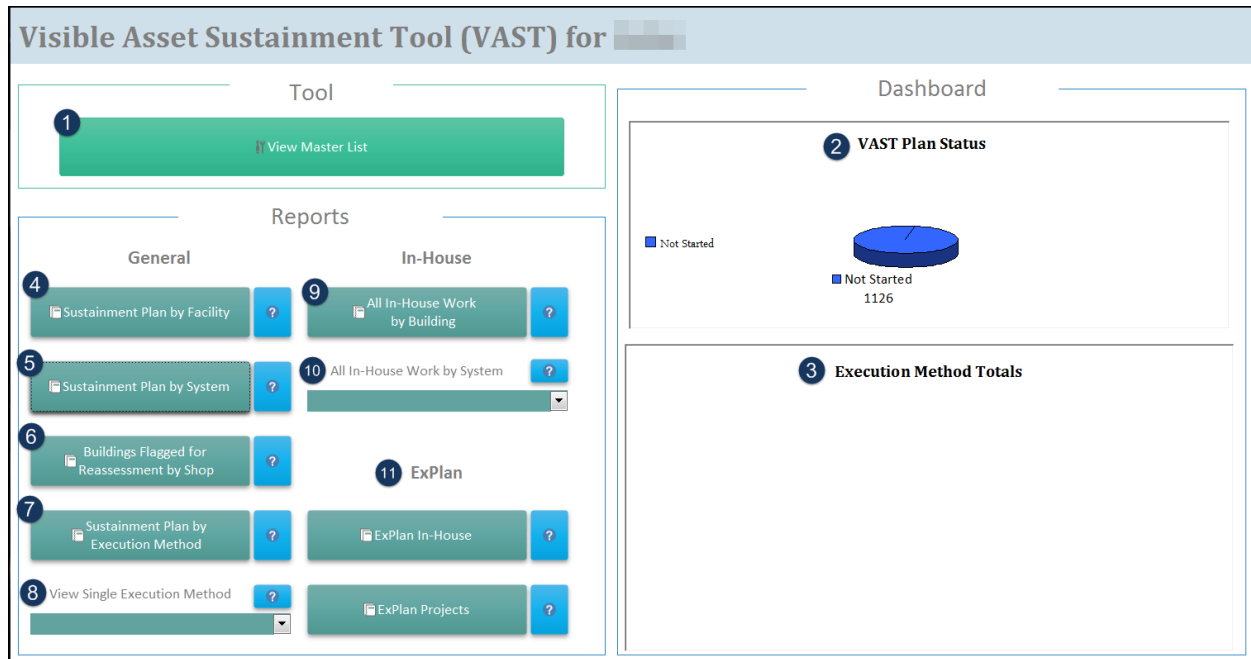 Visible Asset Sustainment Tool (VAST) for
Tool
1
View Master List
Reports
General
4
Sustainment Plan by Facility
?
5
Sustainment Plan by System
?
6
Buildings Flagged for
Reassessment by Shop
?
7
Sustainment Plan by
Execution Method
?
8 View Single Execution Method ?
In-House
9
All In-House Work
by Building
?
10 All In-House Work by System ?
11 ExPlan
ExPlan In-House
?
ExPlan Projects
?
Dashboard
2 VAST Plan Status
Not Started
Not Started
1126
3 Execution Method Totals